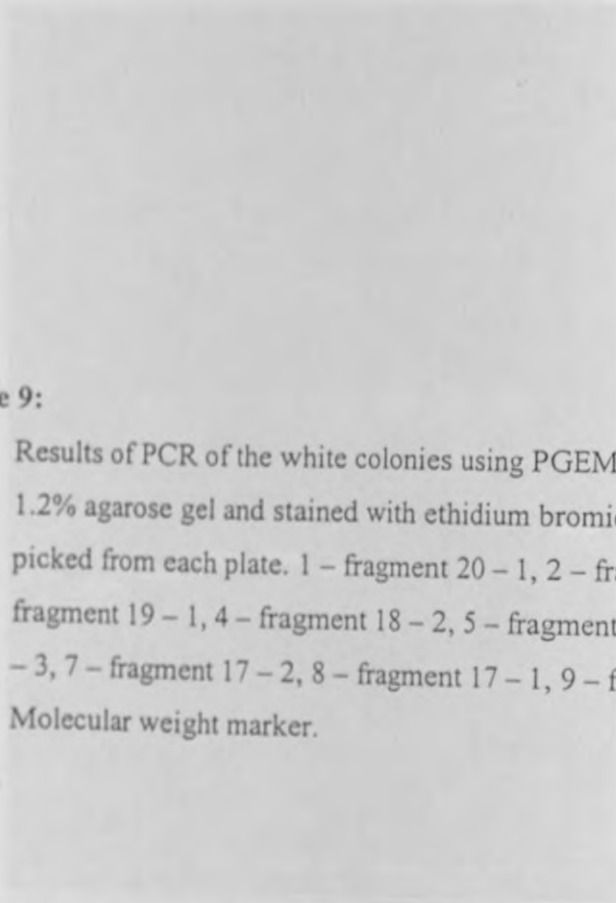 e 9:
Results of PCR of the white colonies using PGEM
1.2% agarose gel and stained with ethidium bromi
picked from each plate. 1 – fragment 20 – 1, 2 – fra
fragment 19 – 1, 4 – fragment 18 – 2, 5 – fragment
– 3, 7 – fragment 17 – 2, 8 – fragment 17 – 1, 9 – f
Molecular weight marker.